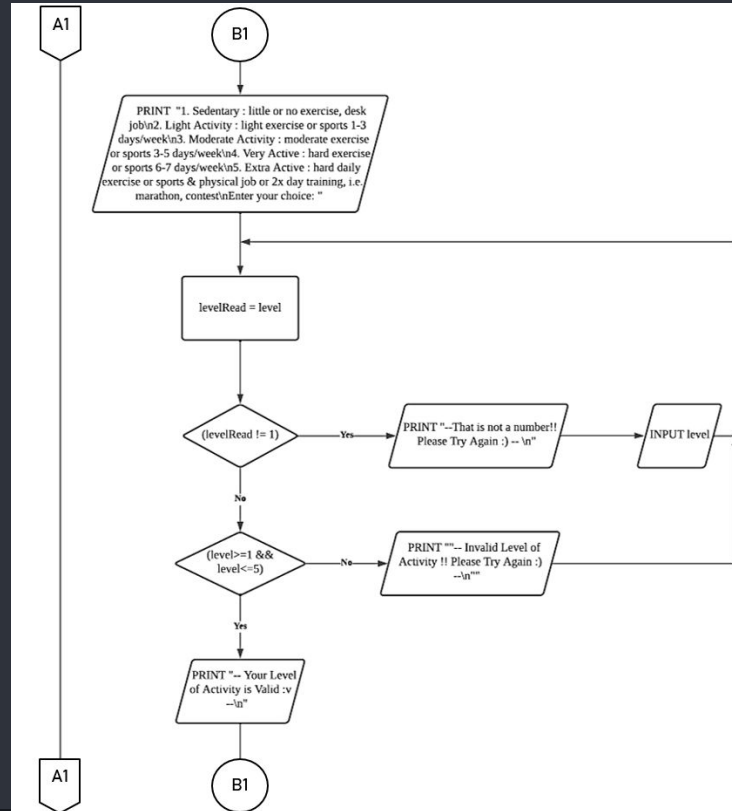 A1
B1
PRINT "1. Sedentary : little or no exercise, desk
job\n2. Light Activity : light exercise or sports 1-3
days/week\n3. Moderate Activity : moderate exercise
or sports 3-5 days/week\n4. Very Active : hard exercise
or sports 6-7 days/week\n5. Extra Active : hard daily
exercise or sports & physical job or 2x day training, i.e.
marathon, contest\nEnter your choice: "
levelRead = level
(levelRead != 1)
Yes
PRINT "--That is not a number!!
Please Try Again :) -- \n"
INPUT level
No
(level>=1 &&
level<=5)
No
PRINT ""-- Invalid Level of
Activity !! Please Try Again :)
--\n""
Yes
PRINT "-- Your Level
of Activity is Valid :v
--\n"
A1
B1